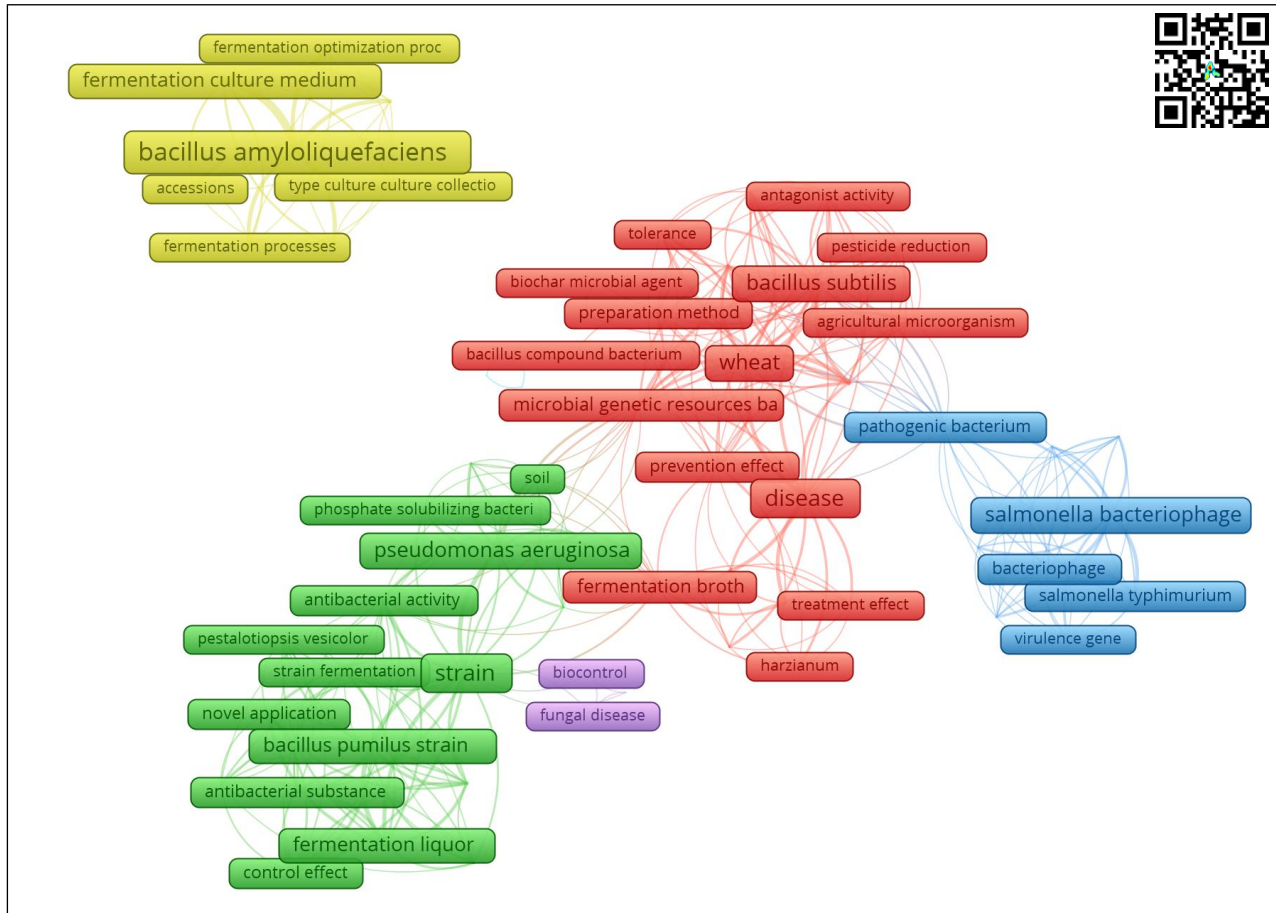 fermentation optimization proc
fermentation culture medium
bacillus amyloliquefaciens
accessions
type culture culture collectio
fermentation processes
antagonist activity
tolerance
pesticide reduction
biochar microbial agent
bacillus subtilis
preparation method
agricultural microorganism
bacillus compound bacterium
wheat
microbial genetic resources ba
pathogenic bacterium
prevention effect
disease
soil
phosphate solubilizing bacteri
salmonella bacteriophage
pseudomonas aeruginosa
bacteriophage
fermentation broth
salmonella typhimurium
antibacterial activity
treatment effect
pestalotiopsis vesicolor
virulence gene
strain fermentation
strain
biocontrol
harzianum
novel application
fungal disease
bacillus pumilus strain
antibacterial substance
fermentation liquor
control effect